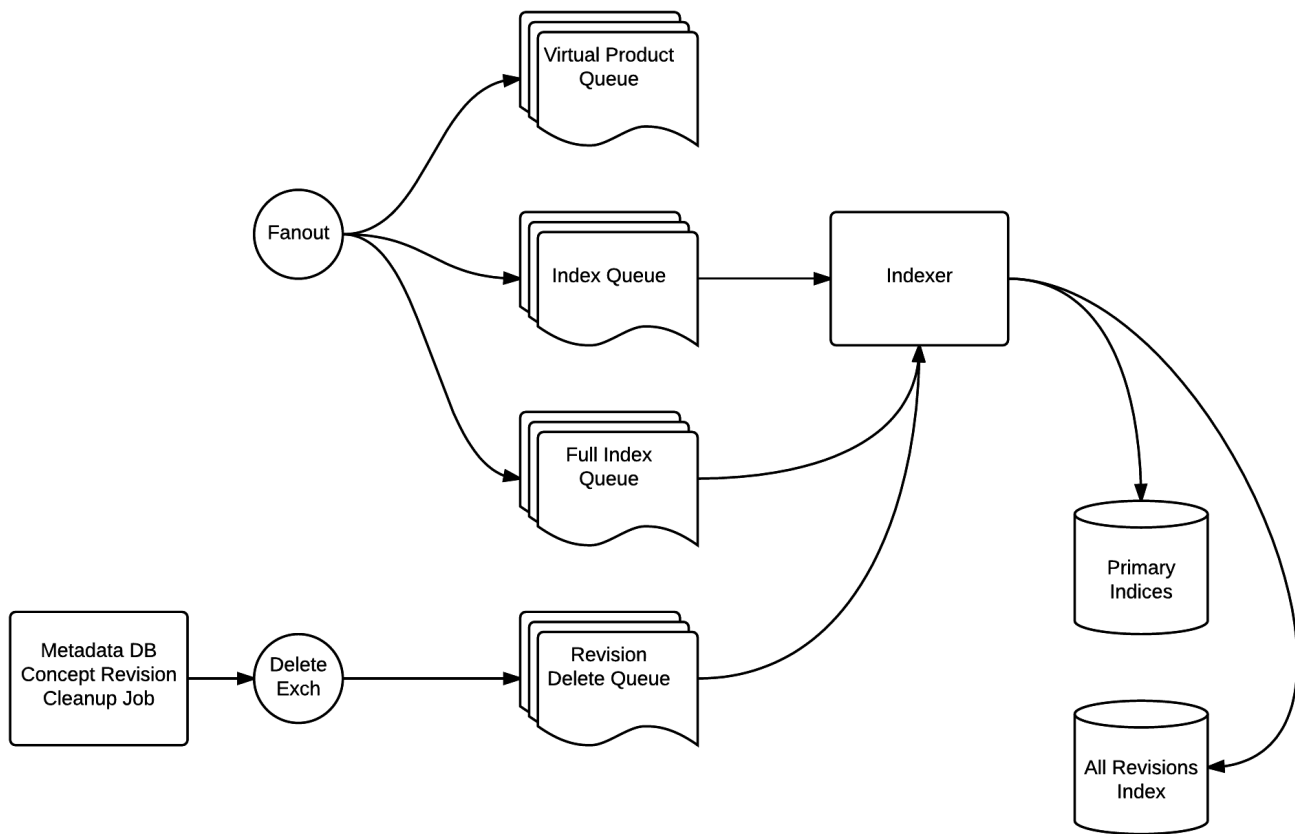 Virtual Product
Queue
Fanout
Index Queue
Indexer
Full Index
Queue
Primary
Indices
Metadata DB
Concept Revision
Cleanup Job
Delete
Exch
Revision
Delete Queue
All Revisions
Index